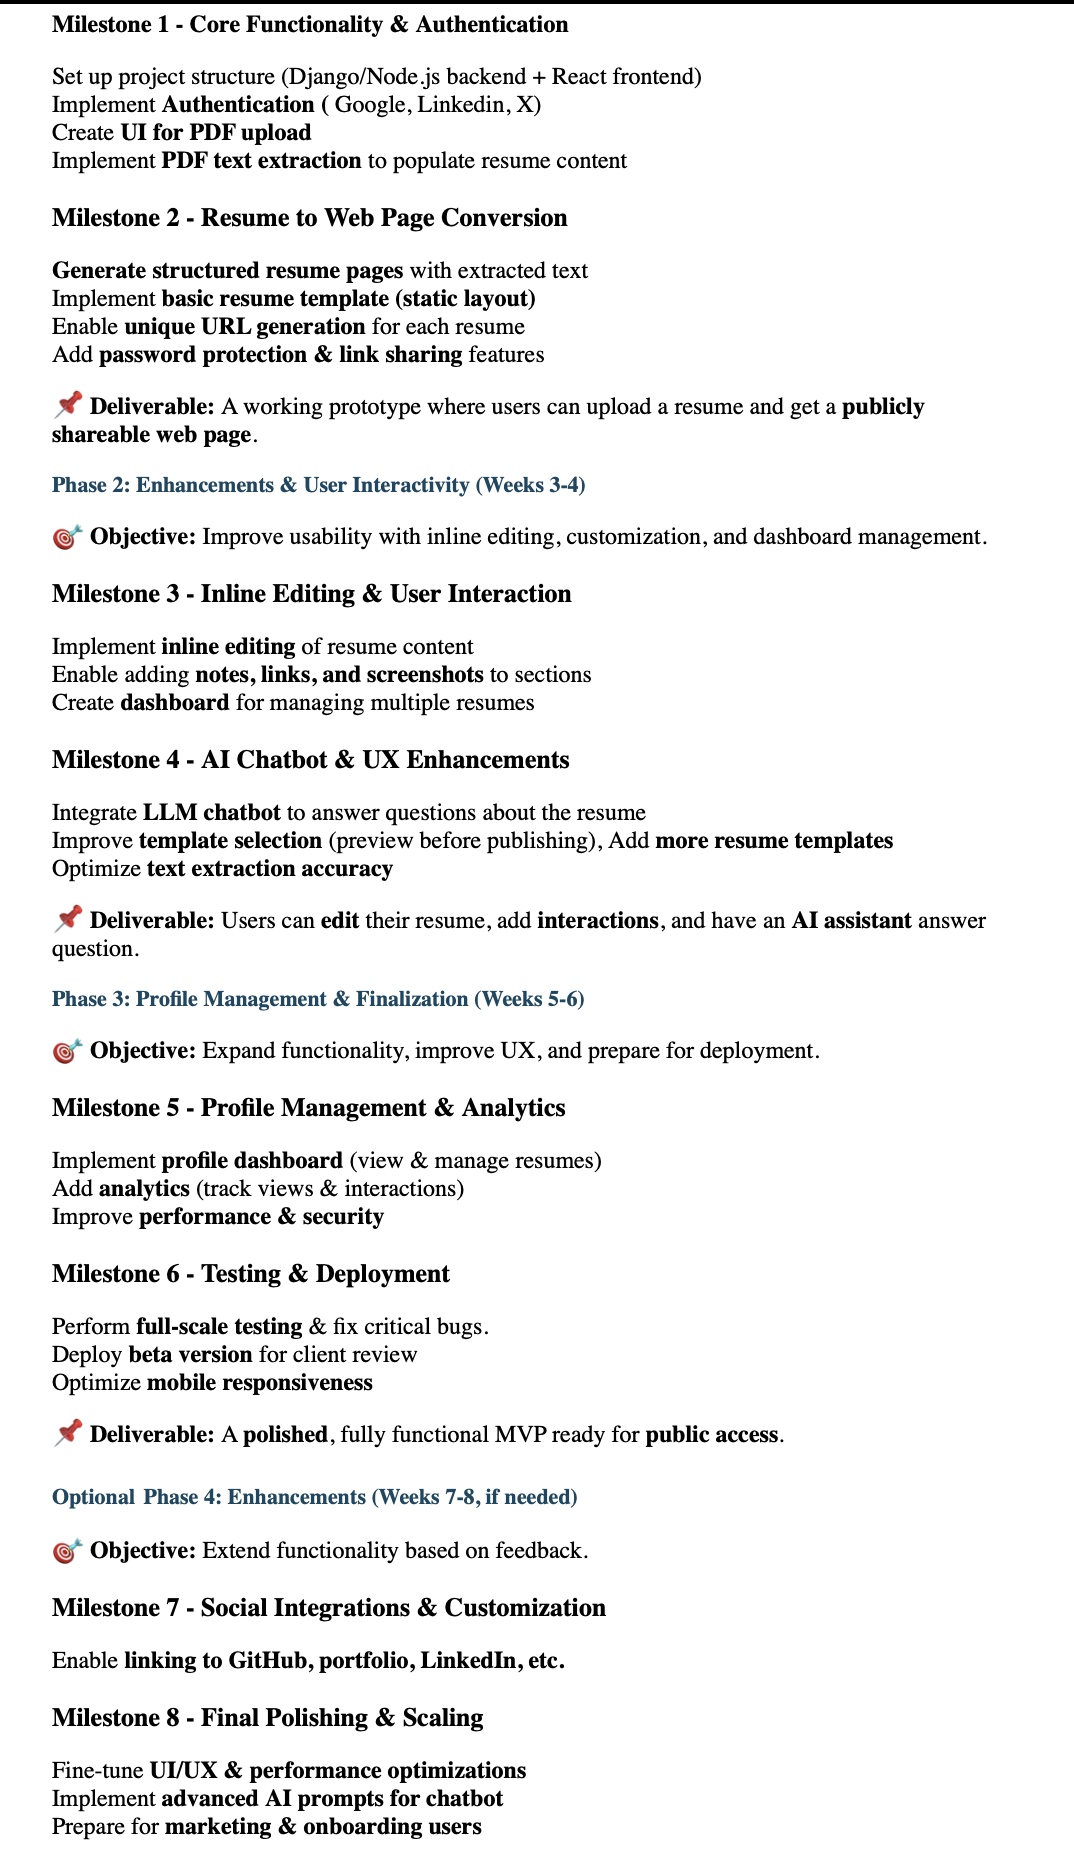 Milestone 1 - Core Functionality & Authentication
Set up project structure (Django/Node.js backend + React frontend)
Implement Authentication ( Google, Linkedin, X)
Create UI for PDF upload
Implement PDF text extraction to populate resume content
Milestone 2 - Resume to Web Page Conversion
Generate structured resume pages with extracted text
Implement basic resume template (static layout)
Enable unique URL generation for each resume
Add password protection & link sharing features
📌 Deliverable: A working prototype where users can upload a resume and get a publicly
shareable web page.
Phase 2: Enhancements & User Interactivity (Weeks 3-4)
🎯 Objective: Improve usability with inline editing, customization, and dashboard management.
Milestone 3 - Inline Editing & User Interaction
Implement inline editing of resume content
Enable adding notes, links, and screenshots to sections
Create dashboard for managing multiple resumes
Milestone 4 - AI Chatbot & UX Enhancements
Integrate LLM chatbot to answer questions about the resume
Improve template selection (preview before publishing), Add more resume templates
Optimize text extraction accuracy
📌 Deliverable: Users can edit their resume, add interactions, and have an AI assistant answer
question.
Phase 3: Profile Management & Finalization (Weeks 5-6)
🎯 Objective: Expand functionality, improve UX, and prepare for deployment.
Milestone 5 - Profile Management & Analytics
Implement profile dashboard (view & manage resumes)
Add analytics (track views & interactions)
Improve performance & security
Milestone 6 - Testing & Deployment
Perform full-scale testing & fix critical bugs.
Deploy beta version for client review
Optimize mobile responsiveness
📌 Deliverable: A polished, fully functional MVP ready for public access.
Optional Phase 4: Enhancements (Weeks 7-8, if needed)
🎯 Objective: Extend functionality based on feedback.
Milestone 7 - Social Integrations & Customization
Enable linking to GitHub, portfolio, LinkedIn, etc.
Milestone 8 - Final Polishing & Scaling
Fine-tune UI/UX & performance optimizations
Implement advanced AI prompts for chatbot
Prepare for marketing & onboarding users